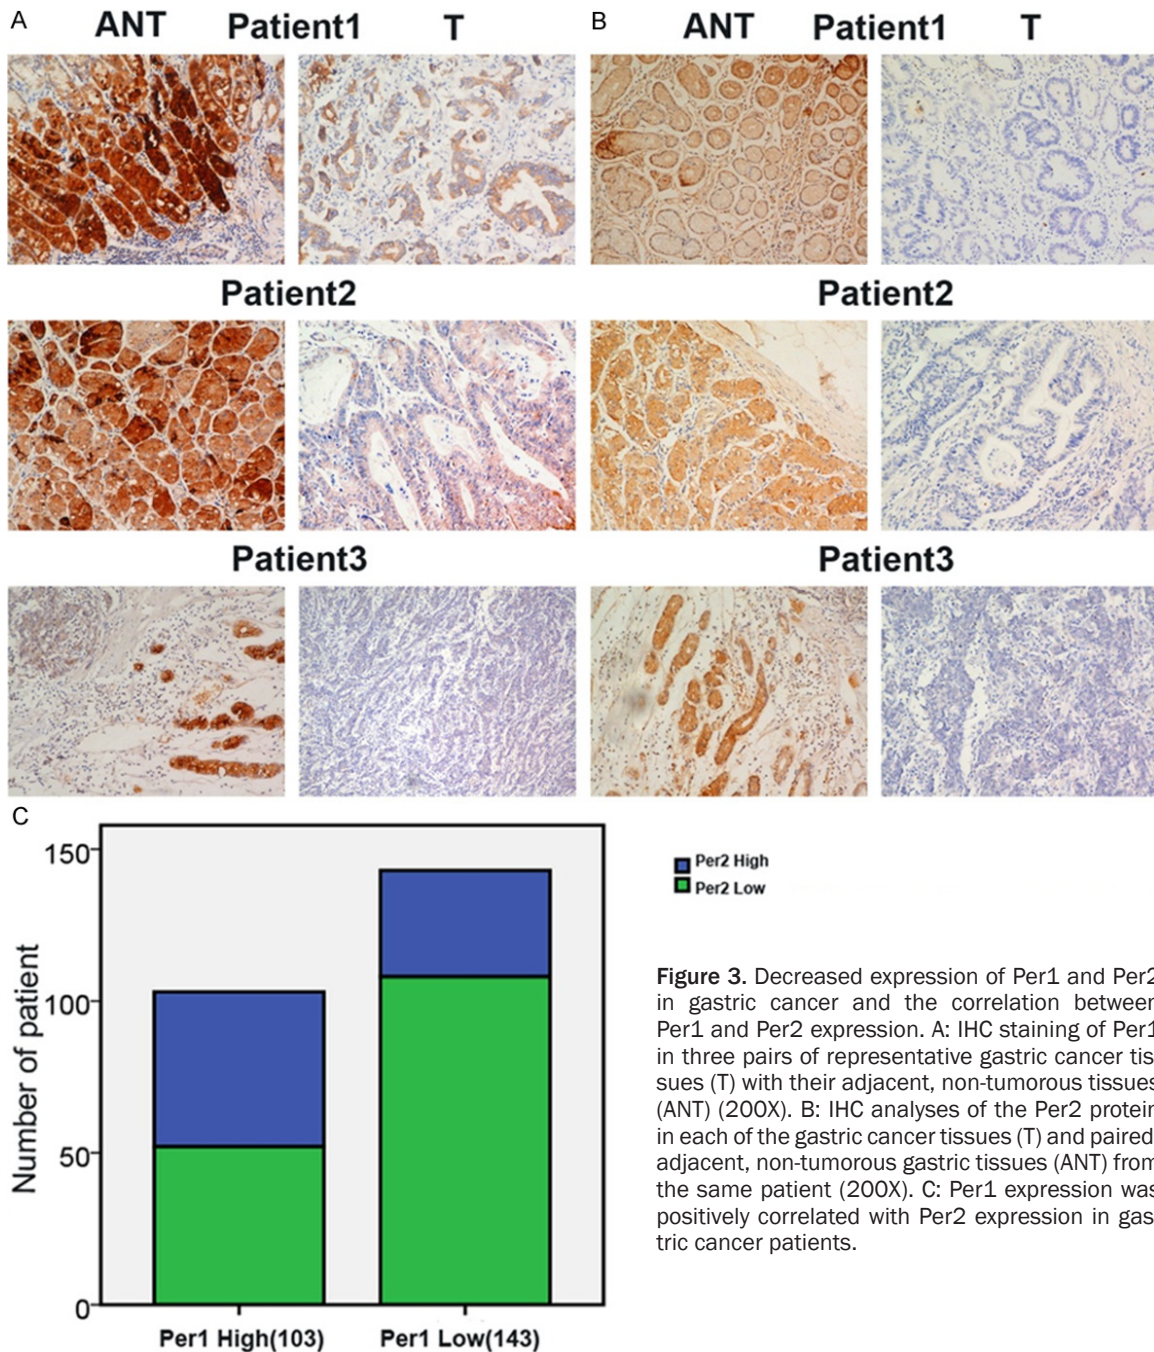 A
ANT
Patient1
T
B
ANT
Patient1
T
Patient2
Patient2
Patient3
Patient3
C
Number of patient
150
100
50
0
Per1 High(103)
Per1 Low(143)
Per2 High
Per2 Low
Figure 3. Decreased expression of Per1 and Per2
in gastric cancer and the correlation between
Per1 and Per2 expression. A: IHC staining of Per1
in three pairs of representative gastric cancer tis
sues (T) with their adjacent, non-tumorous tissues
(ANT) (200X). B: IHC analyses of the Per2 protein
in each of the gastric cancer tissues (T) and paired
adjacent, non-tumorous gastric tissues (ANT) from
the same patient (200X). C: Per1 expression was
positively correlated with Per2 expression in gas
tric cancer patients.